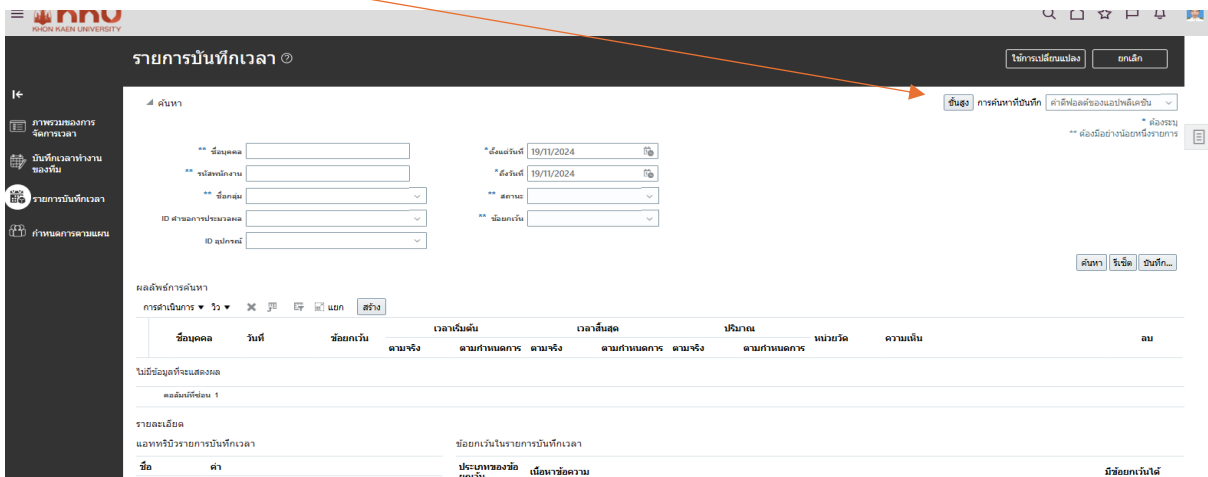 KKU
KHON KAEN UNIVERSITY
รายการบันทึกเวลา
ใช้การเปลี่ยนแปลง
ยกเลิก
ค้นหา
ขั้นสูง การค้นหาที่บันทึก ค่าดีฟอลต์ของแอปพลิเคชัน
* ต้องระบุ
** ต้องมีอย่างน้อยหนึ่งรายการ
ภาพรวมของการ
จัดการเวลา
บันทึกเวลาทำงาน
ของทีม
รายการบันทึกเวลา
กำหนดการตามแผน
** ชื่อบุคคล
* ตั้งแต่วันที่ 19/11/2024
** รหัสพนักงาน
* ถึงวันที่ 19/11/2024
** ชื่อกลุ่ม
** สถานะ
ID คำขอการประมวลผล
** ข้อยกเว้น
ID อุปกรณ์
ค้นหา รีเซ็ต บันทึก...
ผลลัพธ์การค้นหา
การดำเนินการ วิว แยก สร้าง
เวลาเริ่มต้น เวลาสิ้นสุด ปริมาณ
ชื่อบุคคล วันที่ ข้อยกเว้น หน่วยวัด ความเห็น ลบ
ตามจริง ตามกำหนดการ ตามจริง ตามกำหนดการ ตามจริง ตามกำหนดการ
ไม่มีข้อมูลที่จะแสดงผล
คอลัมน์ที่ซ่อน 1
รายละเอียด
แอททริบิวรายการบันทึกเวลา
ข้อยกเว้นในรายการบันทึกเวลา
ชื่อ ค่า
ประเภทของข้อ
ยกเว้น
เนื้อหาข้อความ
มีข้อยกเว้นได้